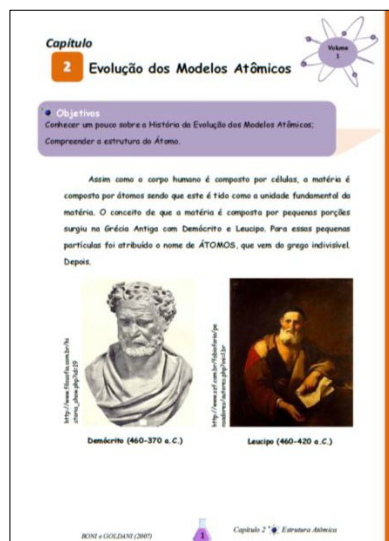 Capítulo
Volume
1
2 Evolução dos Modelos Atômicos
Objetivos
Conhecer um pouco sobre a História da Evolução dos Modelos Atômicos;
Compreender a estrutura do Átomo.
Assim como o corpo humano é composto por células, a matéria é
composta por átomos sendo que este é tido como a unidade fundamental da
matéria. O conceito de que a matéria é composta por pequenas porções
surgiu na Grécia Antiga com Demócrito e Leucipo. Para essas pequenas
partículas foi atribuído o nome de ÁTOMOS, que vem do grego indivisível.
Depois.
Demócrito (460-370 a.C.)
Leucipo (460-420 a.C.)
BONI e GOLDANI (2007)
1
Capítulo 2 Estrutura Atômica